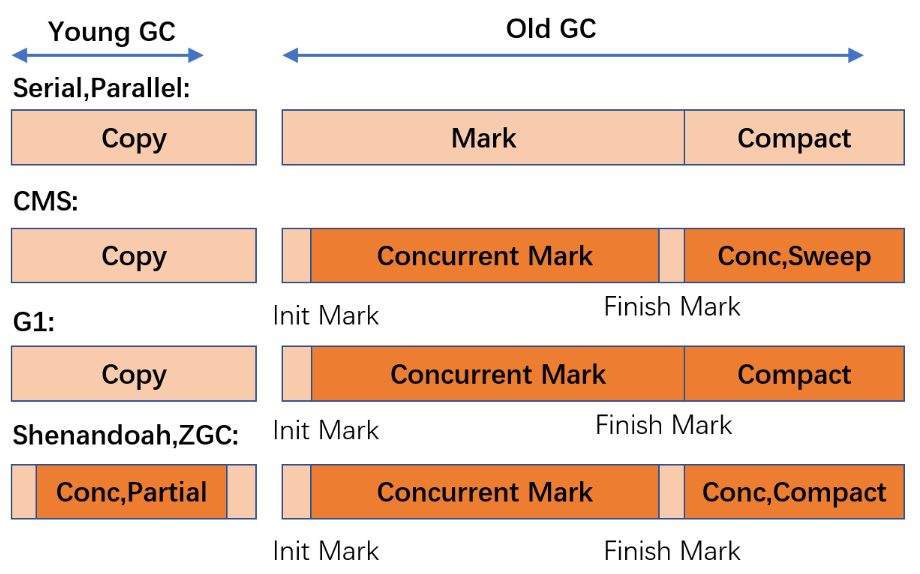 Young GC
Old GC
Serial,Parallel:
Copy
Mark
Compact
CMS:
Copy
Concurrent Mark
Conc,Sweep
Init Mark
Finish Mark
G1:
Copy
Concurrent Mark
Compact
Init Mark
Finish Mark
Shenandoah,ZGC:
Conc,Partial
Concurrent Mark
Conc,Compact
Init Mark
Finish Mark